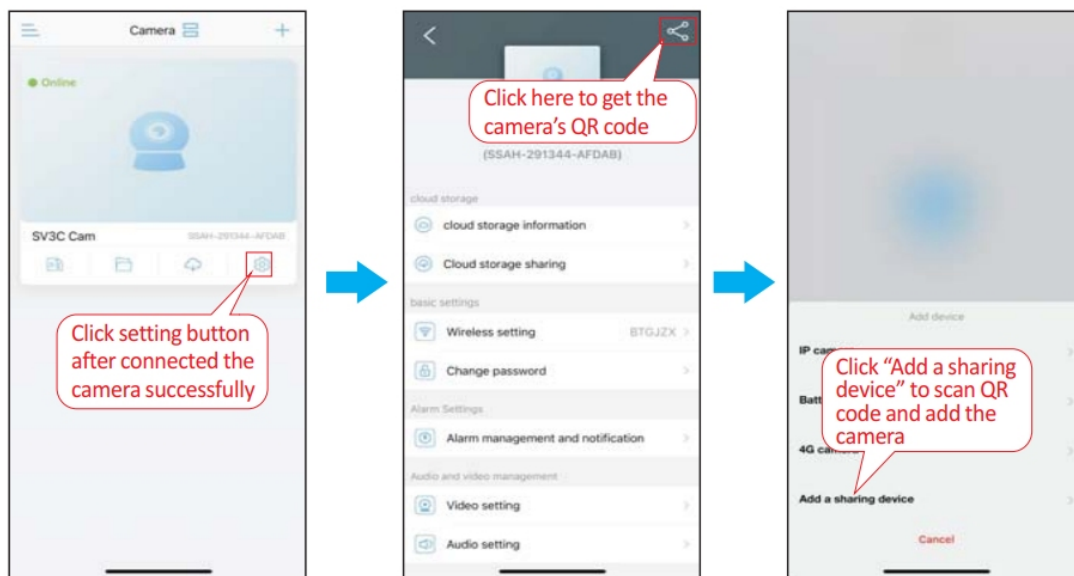 Camera
Online
SV3C Cam
SSAH-291344-AFDAB
Click setting button
after connected the
camera successfully
Click here to get the
camera's QR code
(SSAH-291344-AFDAB)
cloud storage
cloud storage information
Cloud storage sharing
basic settings
Wireless setting
BTGJZX
Change password
Alarm Settings
Alarm management and notification
Audio and video management
Video setting
Audio setting
Add device
IP
Click “Add a sharing
device” to scan QR
code and add the
camera
4G
Add a sharing device
Cancel